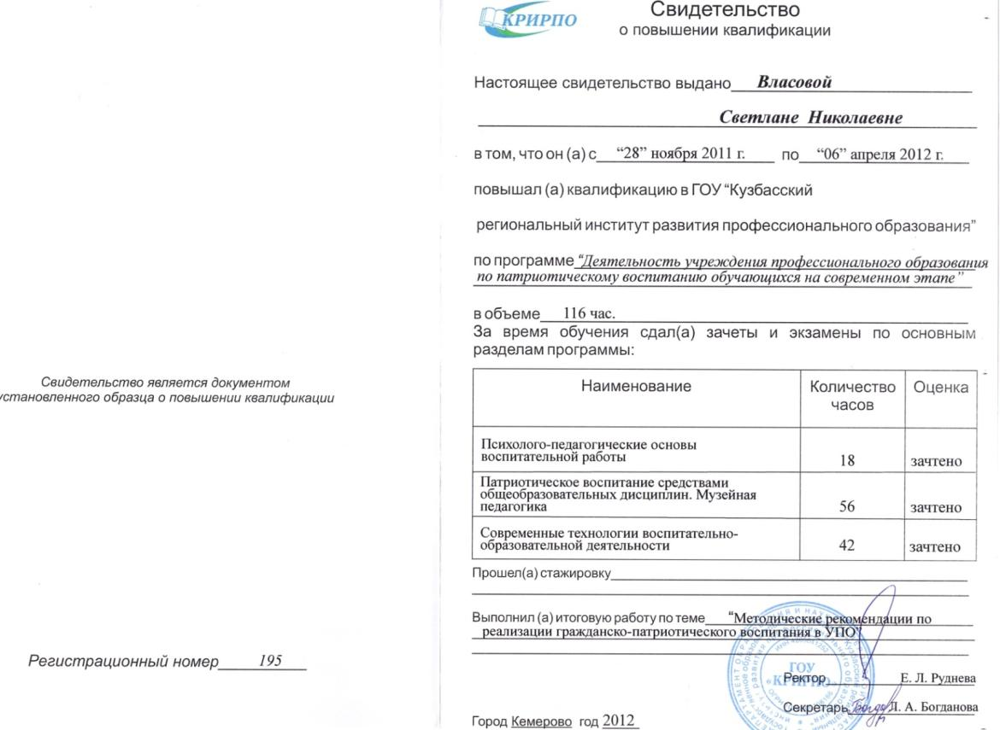 Свидетельство является документом
установленного образца о повышении квалификации
Регистрационный номер 195
КРИРПО
Свидетельство
о повышении квалификации
Настоящее свидетельство выдано Власовой
Светлане Николаевне
в том, что он (а) с “28” ноября 2011 г. по “06” апреля 2012 г.
повышал (а) квалификацию в ГОУ “Кузбасский
региональный институт развития профессионального образования”
по программе “Деятельность учреждения профессионального образования
по патриотическому воспитанию обучающихся на современном этапе”
в объеме 116 час.
За время обучения сдал(а) зачеты и экзамены по основным
разделам программы:
Наименование Количество часов Оценка
Психолого-педагогические основы
воспитательной работы 18 зачтено
Патриотическое воспитание средствами
общеобразовательных дисциплин. Музейная
педагогика 56 зачтено
Современные технологии воспитательно-
образовательной деятельности 42 зачтено
Прошел(а) стажировку
Выполнил (а) итоговую работу по теме “Методические рекомендации по
реализации гражданско-патриотического воспитания в УПО”
ГОУ
«КРИРПО»
Ректор Е. Л. Руднева
Секретарь Л. А. Богданова
Город Кемерово год 2012